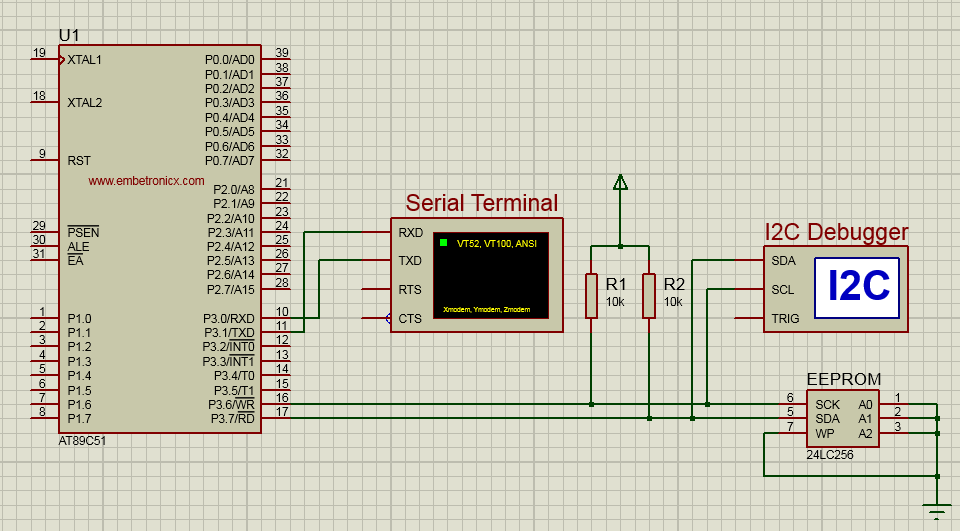 U1
19 XTAL1
18 XTAL2
9 RST
www.embetronicx.com
29 PSEN
30 ALE
31 EA
1 P1.0
2 P1.1
3 P1.2
4 P1.3
5 P1.4
6 P1.5
7 P1.6
8 P1.7
P0.0/AD0 39
P0.1/AD1 38
P0.2/AD2 37
P0.3/AD3 36
P0.4/AD4 35
P0.5/AD5 34
P0.6/AD6 33
P0.7/AD7 32
P2.0/A8 21
P2.1/A9 22
P2.2/A10 23
P2.3/A11 24
P2.4/A12 25
P2.5/A13 26
P2.6/A14 27
P2.7/A15 28
P3.0/RXD 10
P3.1/TXD 11
P3.2/INT0 12
P3.3/INT1 13
P3.4/T0 14
P3.5/T1 15
P3.6/WR 16
P3.7/RD 17
AT89C51
Serial Terminal
RXD
TXD
RTS
CTS
VT52, VT100, ANSI
Xmodem, Ymodem, Zmodem
R1
10k
R2
10k
I2C Debugger
SDA
SCL
TRIG
I2C
EEPROM
6 SCK A0 1
5 SDA A1 2
7 WP A2 3
24LC256